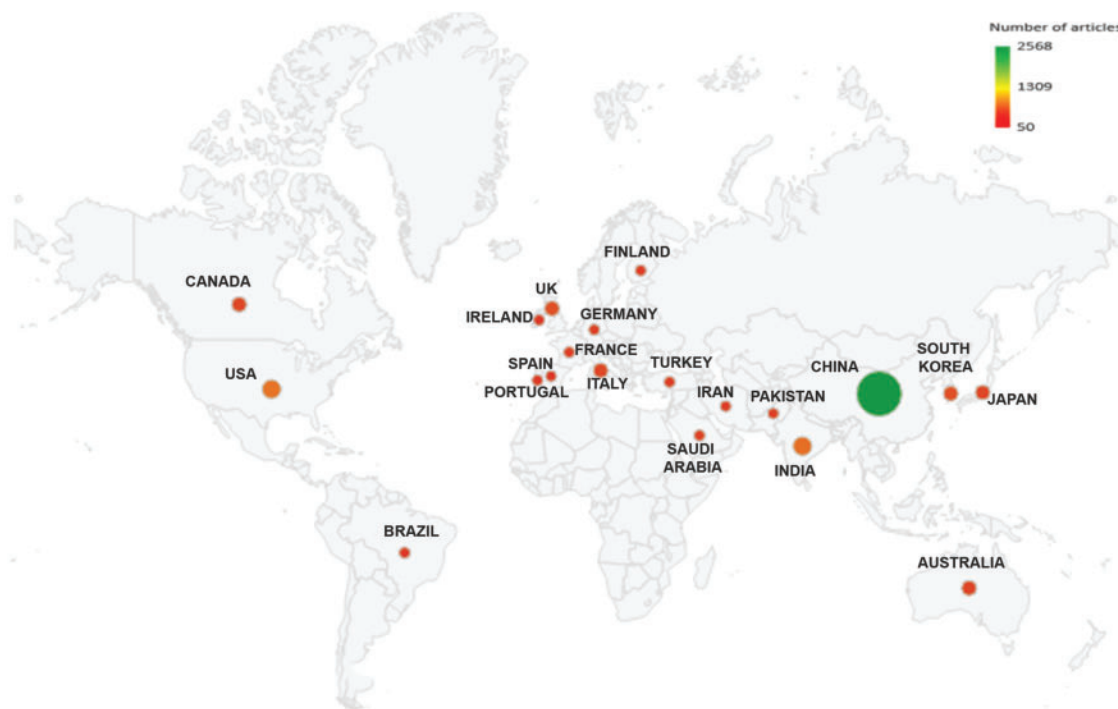 Number of articles
2568
1309
50
FINLAND
CANADA
UK
IRELAND
GERMANY
FRANCE
SPAIN
PORTUGAL
ITALY
TURKEY
USA
IRAN
PAKISTAN
CHINA
SOUTH
KOREA
JAPAN
SAUDI
ARABIA
INDIA
BRAZIL
AUSTRALIA